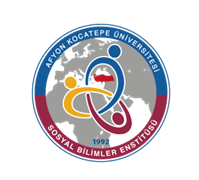 AFYON KOCATEPE ÜNİVERSİTESİ
1992
SOSYAL BİLİMLER ENSTİTÜSÜ